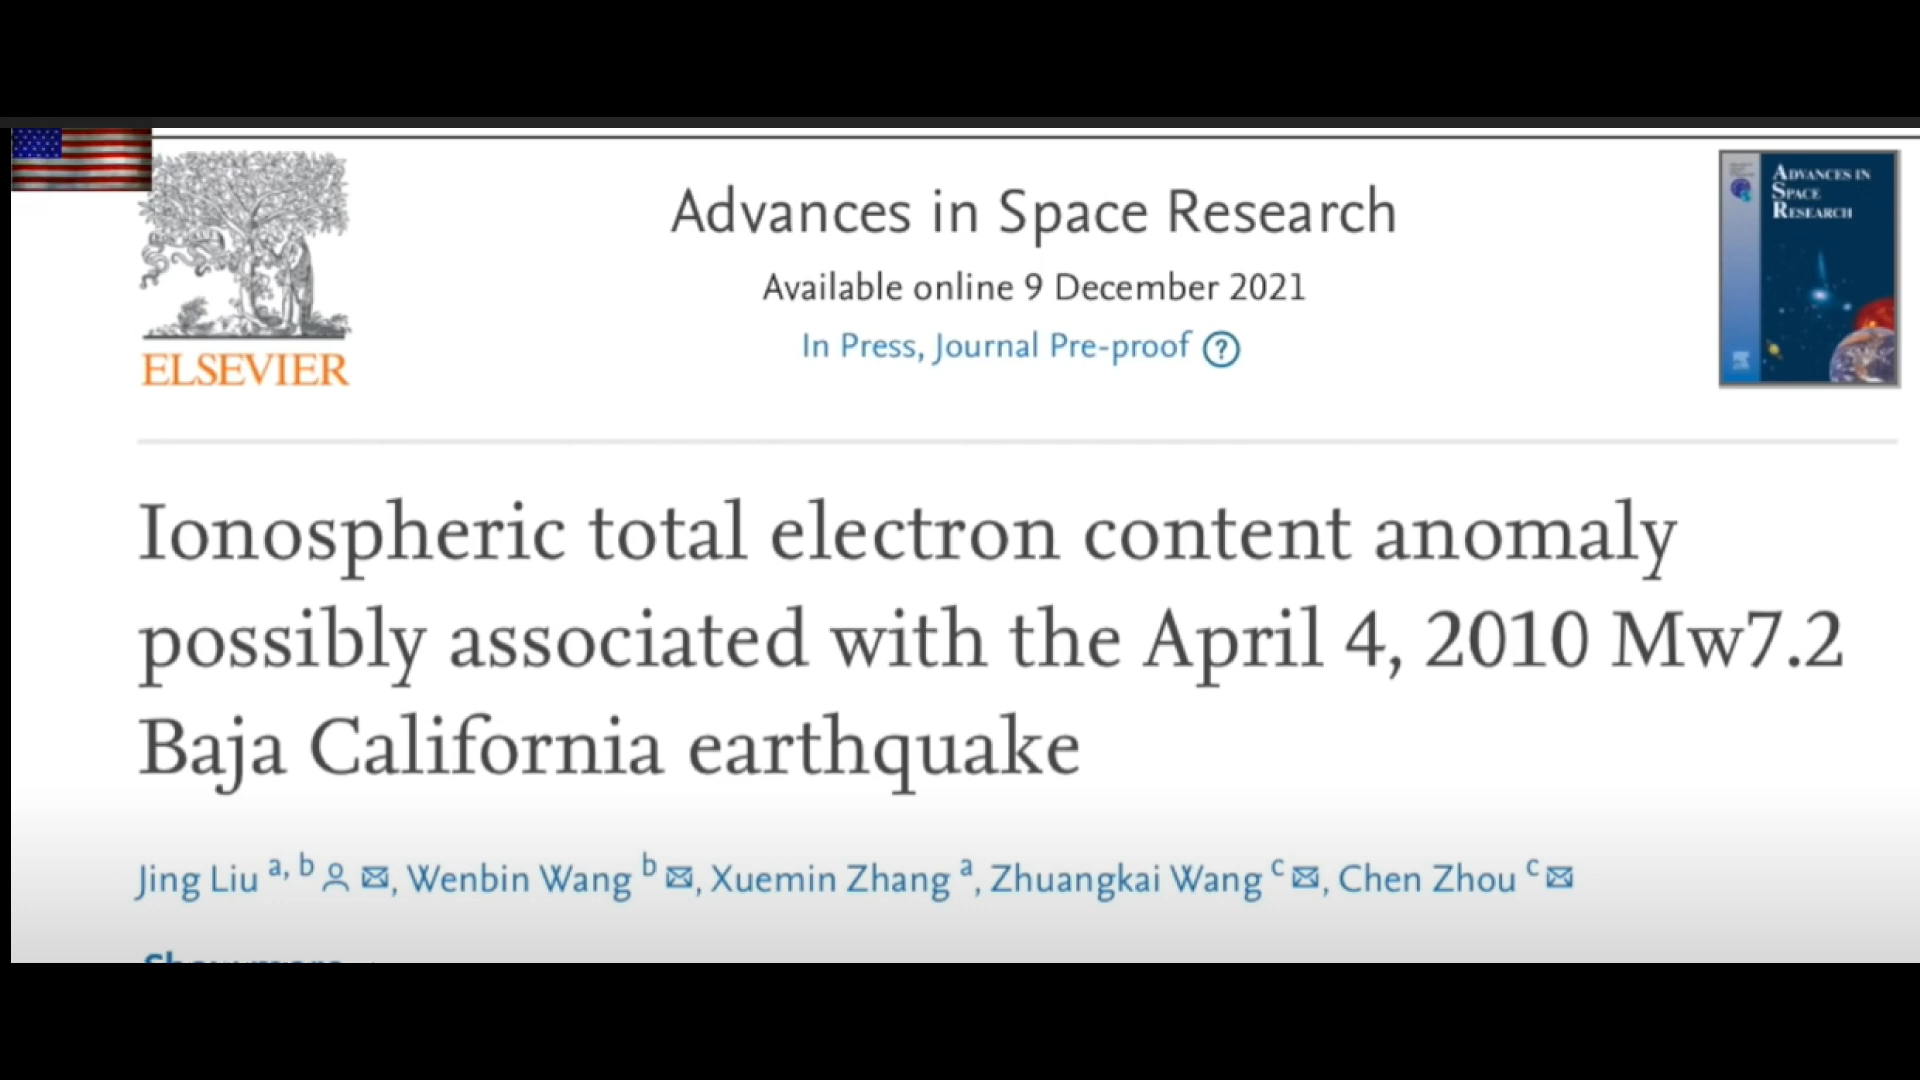 Advances in Space Research
Available online 9 December 2021
In Press, Journal Pre-proof ?
ELSEVIER
ADVANCES IN
SPACE
RESEARCH
Ionospheric total electron content anomaly
possibly associated with the April 4, 2010 Mw7.2
Baja California earthquake
Jing Liu a, b, Wenbin Wang b, Xuemin Zhang a, Zhuangkai Wang c, Chen Zhou c